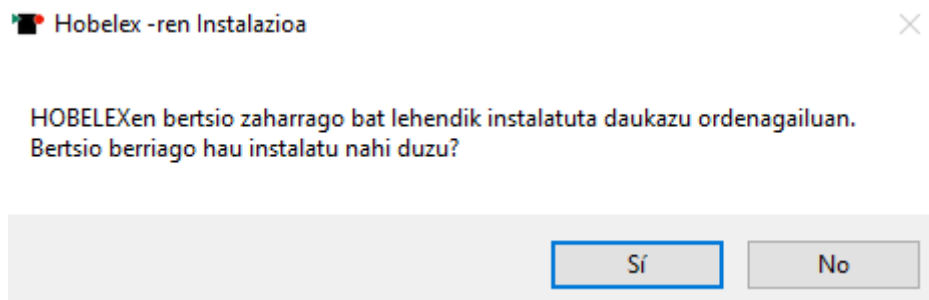 Hobelex -ren Instalazioa
HOBELEXen bertsio zaharrago bat lehendik instalatuta daukazu ordenagailuan.
Bertsio berriago hau instalatu nahi duzu?
Sí
No